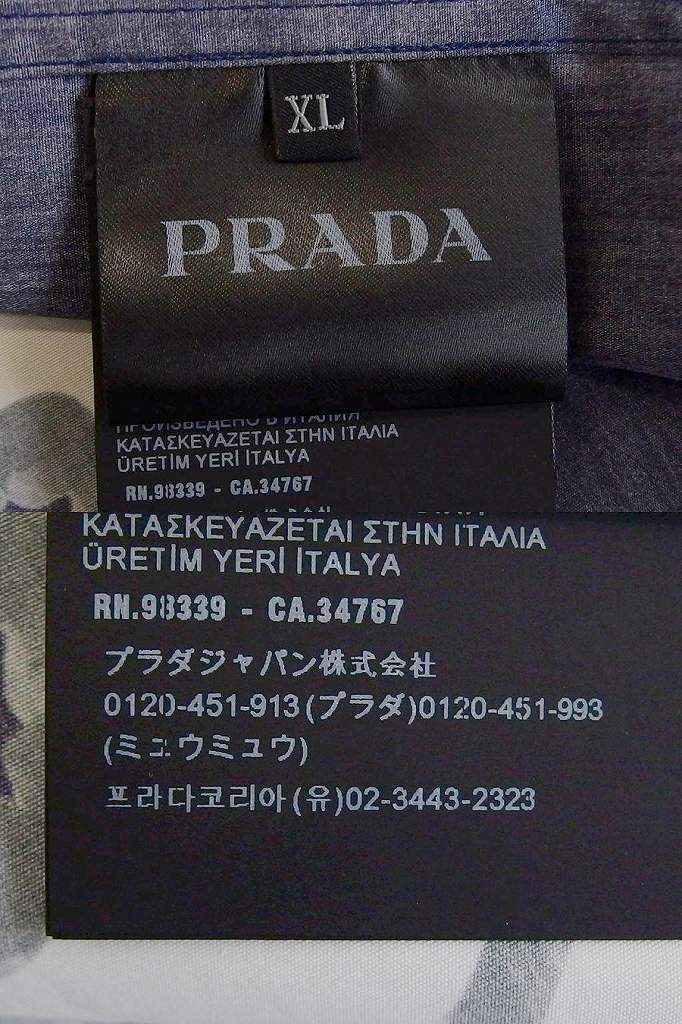 XL
PRADA
ПРОИЗВЕДЕНО В ИТАЛИЯ
ΚΑΤΑΣΚΕΥΑΖΕΤΑΙ ΣΤΗΝ ΙΤΑΛΙΑ
ÜRETİM YERİ İTALYA
RN.98339 - CA.34767
ΚΑΤΑΣΚΕΥΑΖΕΤΑΙ ΣΤΗΝ ΙΤΑΛΙΑ
ÜRETİM YERİ İTALYA
RN.98339 - CA.34767
プラダジャパン株式会社
0120-451-913(プラダ)0120-451-993
(ミュウミュウ)
프라다코리아(유)02-3443-2323